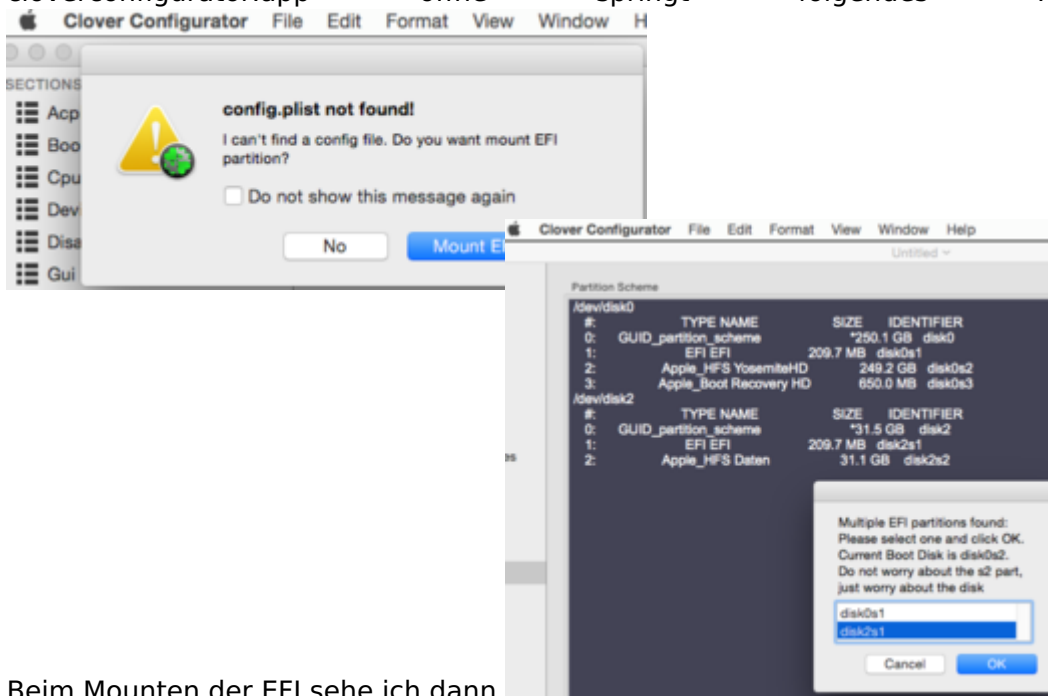 Clover Configurator File Edit Format View Window H
SECTIONS
Acp
Boo
Cpu
Dev
Disa
Gui
config.plist not found!
I can't find a config file. Do you want mount EFI
partition?
Do not show this message again
No
Mount E
Clover Configurator File Edit Format View Window Help
Untitled
Partition Scheme
/dev/disk0
#: TYPE NAME SIZE IDENTIFIER
0: GUID_partition_scheme *250.1 GB disk0
1: EFI EFI 209.7 MB disk0s1
2: Apple_HFS YosemiteHD 249.2 GB disk0s2
3: Apple_Boot Recovery HD 650.0 MB disk0s3
/dev/disk2
#: TYPE NAME SIZE IDENTIFIER
0: GUID_partition_scheme *31.5 GB disk2
1: EFI EFI 209.7 MB disk2s1
2: Apple_HFS Daten 31.1 GB disk2s2
es
Multiple EFI partitions found:
Please select one and click OK.
Current Boot Disk is disk0s2.
Do not worry about the s2 part,
just worry about the disk
disk0s1
disk2s1
Cancel OK
Beim Mounten der EFI sehe ich dann